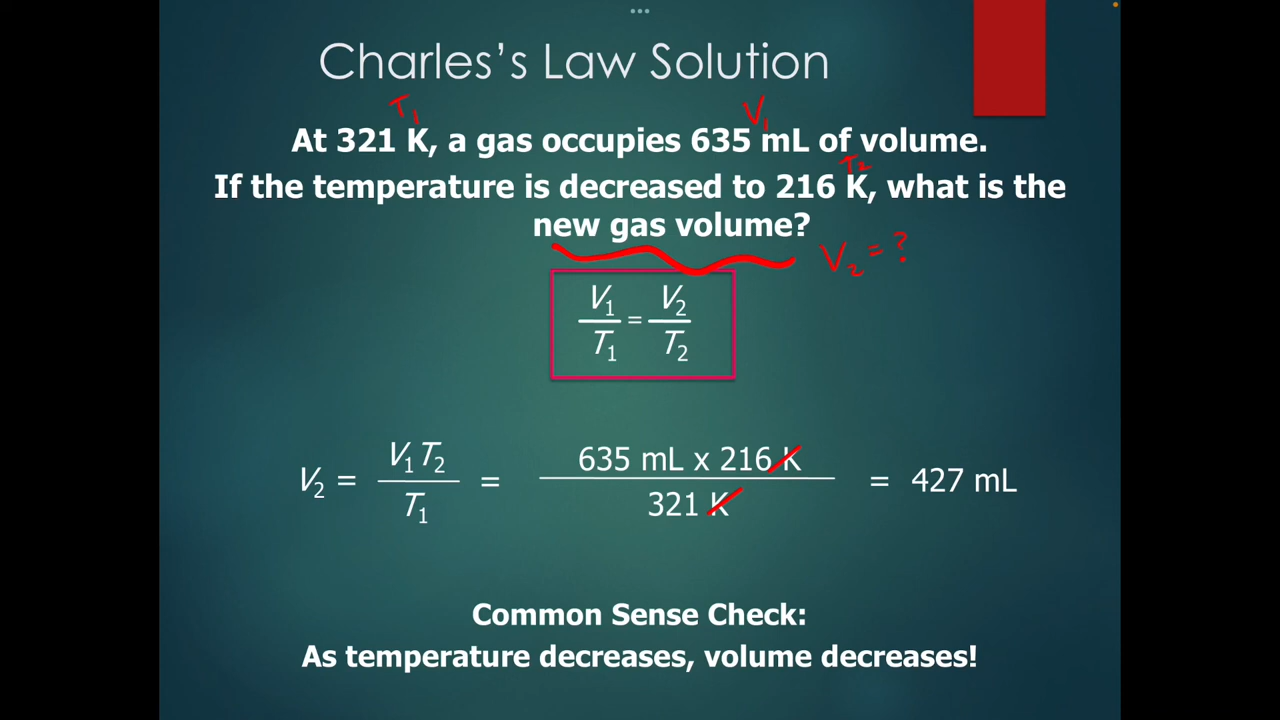 Charles’s Law Solution
T₁ V₁
At 321 K, a gas occupies 635 mL of volume.
T₂
If the temperature is decreased to 216 K, what is the
new gas volume?
V₂ = ?
V₁ V₂
=
T₁ T₂
V₁T₂ 635 mL x 216 K
V₂ = = = 427 mL
T₁ 321 K
Common Sense Check:
As temperature decreases, volume decreases!